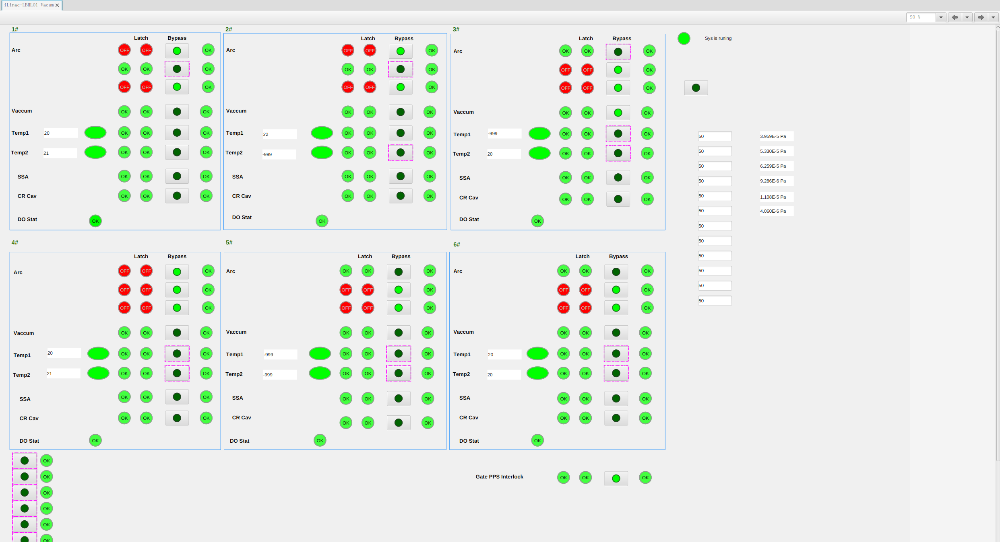 iLinac-LBHL01 Vacum
90 %
1#
Latch Bypass
Arc OFF OFF OK
OK OK OK
OFF OFF OK
Vaccum OK OK OK
Temp1 20 OK OK OK
Temp2 21 OK OK OK
SSA OK OK OK
CR Cav OK OK OK
DO Stat OK
2#
Latch Bypass
Arc OFF OFF OK
OK OK OK
OFF OFF OK
Vaccum OK OK OK
Temp1 22 OK OK OK
Temp2 -999 OK OK OK
SSA OK OK OK
CR Cav OK OK OK
DO Stat OK
3#
Latch Bypass
Arc OK OK OK
OFF OFF OK
OFF OFF OK
Vaccum OK OK OK
Temp1 -999 OK OK OK
Temp2 20 OK OK OK
SSA OK OK OK
CR Cav OK OK OK
DO Stat OK
Sys is runing
50 3.959E-5 Pa
50 5.330E-5 Pa
50 6.259E-5 Pa
50 9.286E-6 Pa
50 1.108E-5 Pa
50 4.060E-6 Pa
50
50
50
50
50
50
4#
Latch Bypass
Arc OFF OFF OK
OFF OFF OK
OFF OFF OK
Vaccum OK OK OK
Temp1 20 OK OK OK
Temp2 21 OK OK OK
SSA OK OK OK
CR Cav OK OK OK
DO Stat OK
5#
Latch Bypass
Arc OK OK OK
OFF OFF OK
OFF OFF OK
Vaccum OK OK OK
Temp1 -999 OK OK OK
Temp2 -999 OK OK OK
SSA OK OK OK
CR Cav OK OK OK
DO Stat OK
6#
Latch Bypass
Arc OK OK OK
OFF OFF OK
OFF OFF OK
Vaccum OK OK OK
Temp1 20 OK OK OK
Temp2 20 OK OK OK
SSA OK OK OK
CR Cav OK OK OK
DO Stat OK
OK
OK
OK
OK
OK
OK
Gate PPS Interlock OK OK OK